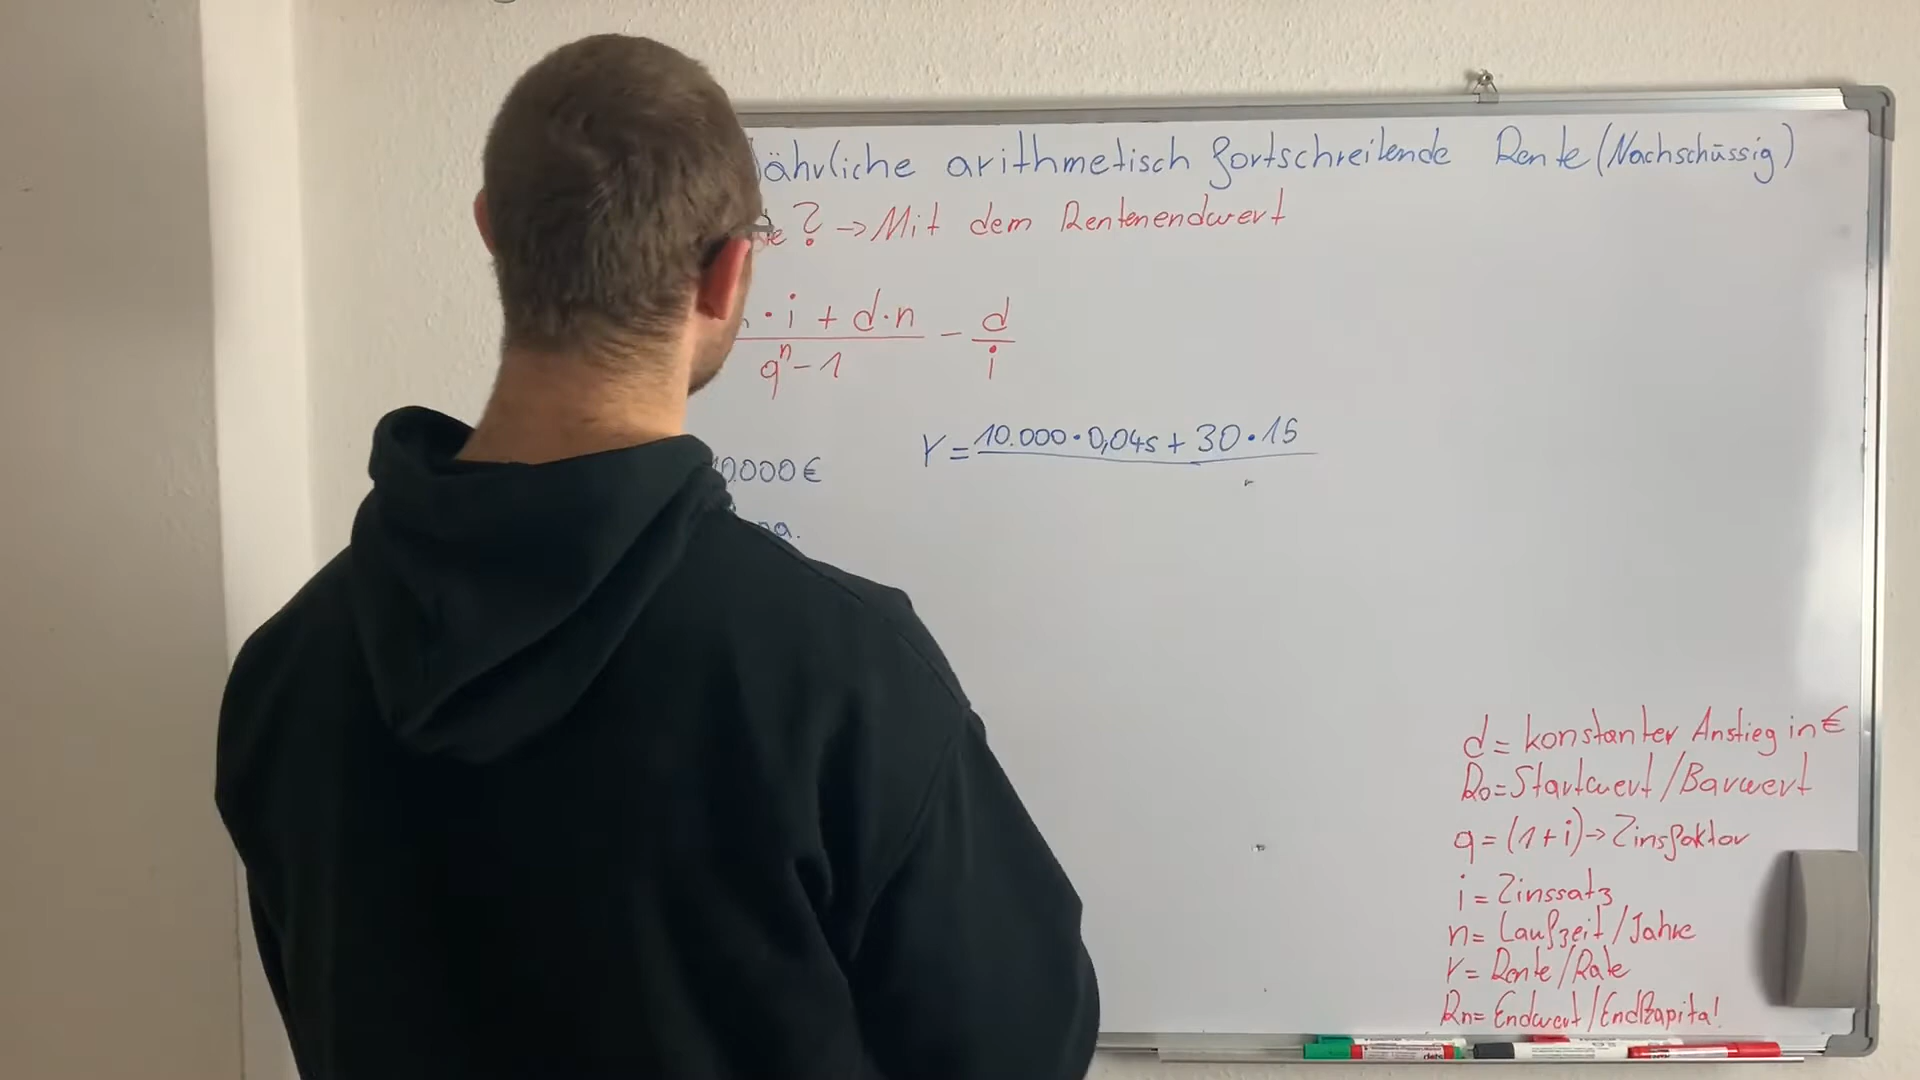 jährliche arithmetisch fortschreitende Rente (Nachschüssig)
? → Mit dem Rentenendwert
· i + d · n
q^n - 1
- d/i
0.000 €
r = 10.000 · 0,045 + 30 · 15
p.a.
d = konstanter Anstieg in €
R0 = Startwert / Barwert
q = (1 + i) → Zinsfaktor
i = Zinssatz
n = Laufzeit / Jahre
r = Rente / Rate
Rn = Endwert / Endkapital